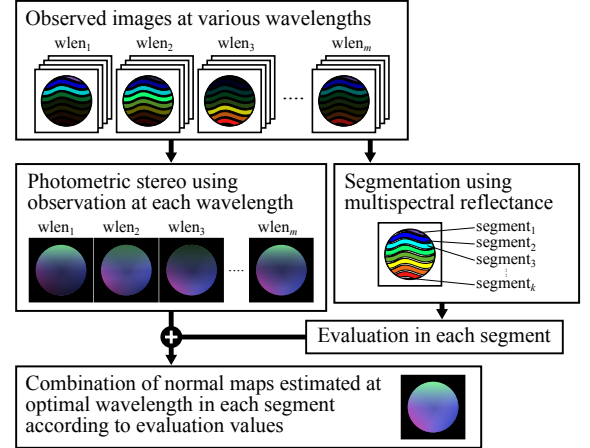 Observed images at various wavelengths
wlen1 wlen2 wlen3 wlenm
....
Photometric stereo using
observation at each wavelength
wlen1 wlen2 wlen3 wlenm
....
Segmentation using
multispectral reflectance
segment1
segment2
segment3
segmentk
Evaluation in each segment
Combination of normal maps estimated at
optimal wavelength in each segment
according to evaluation values